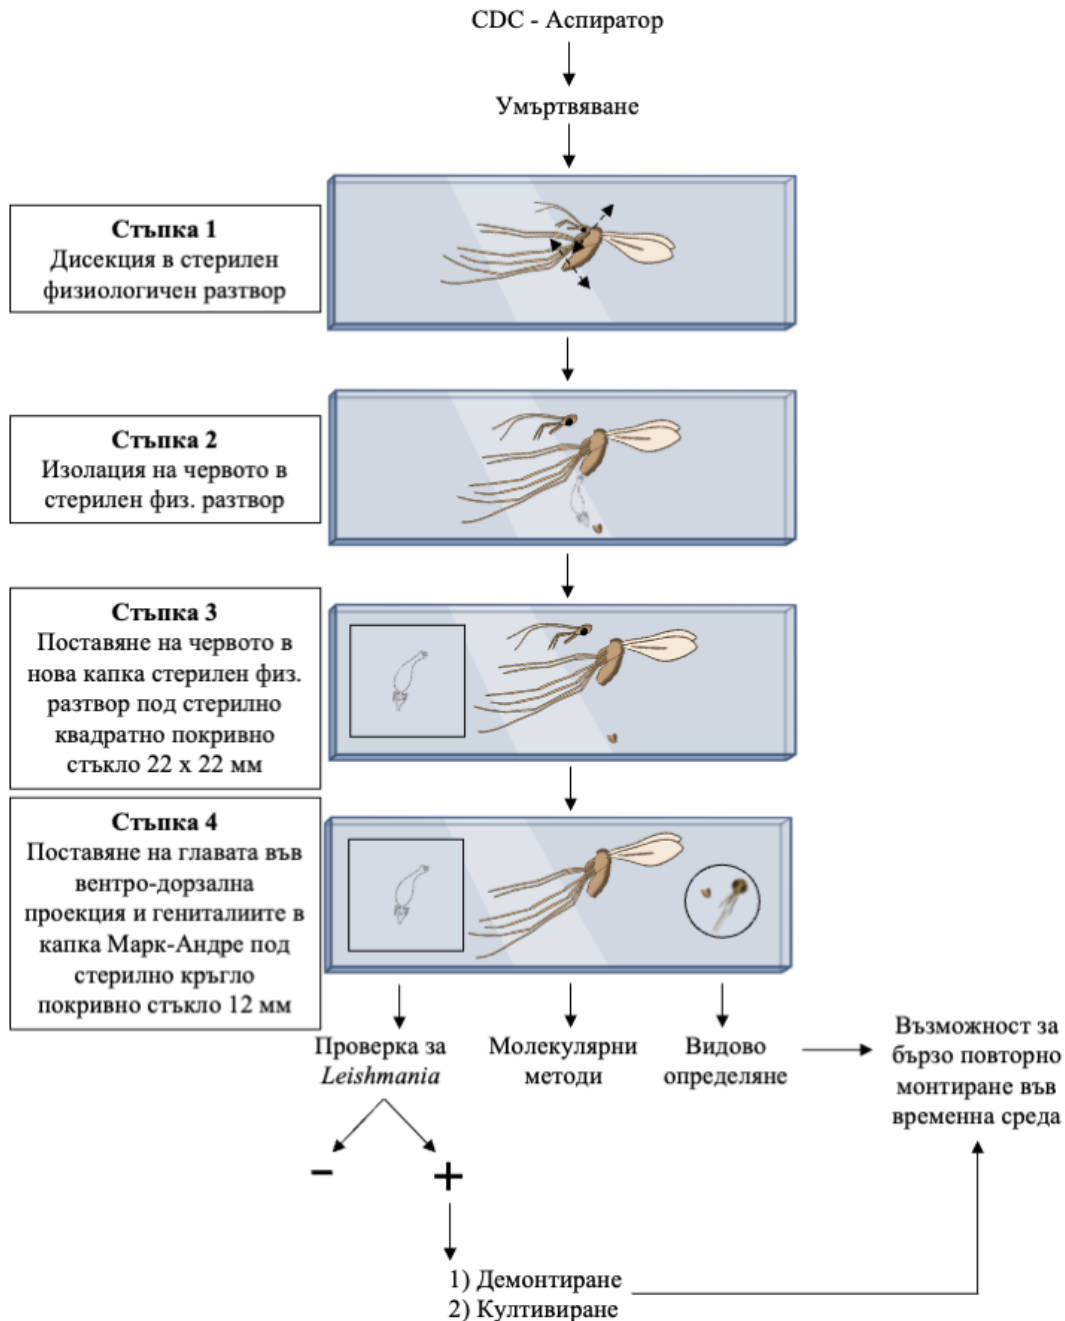 CDC - Аспиратор
Умъртвяване
Стъпка 1
Дисекция в стерилен
физиологичен разтвор
Стъпка 2
Изолация на червото в
стерилен физ. разтвор
Стъпка 3
Поставяне на червото в
нова капка стерилен физ.
разтвор под стерилно
квадратно покривно
стъкло 22 x 22 мм
Стъпка 4
Поставяне на главата във
вентро-дорзална
проекция и гениталиите в
капка Марк-Андре под
стерилно кръгло
покривно стъкло 12 мм
Проверка за
Leishmania
Молекулярни
методи
Видово
определяне
Възможност за
бързо повторно
монтиране във
временна среда
− +
1) Демонтиране
2) Култивиране